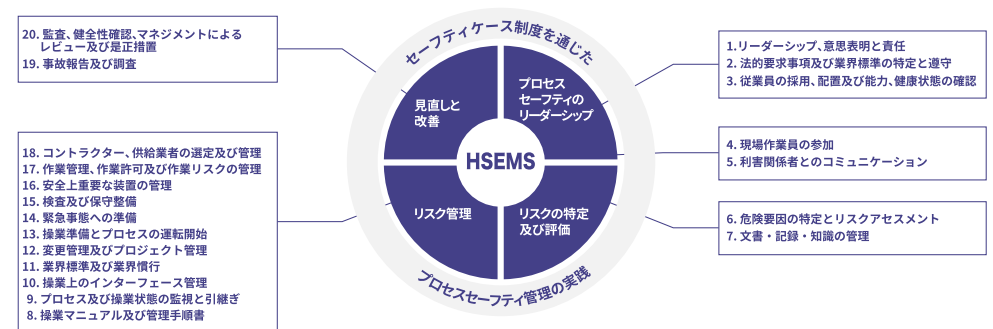 20. 監査、健全性確認、マネジメントによる
レビュー及び是正措置
19. 事故報告及び調査
18. コントラクター、供給業者の選定及び管理
17. 作業管理、作業許可及び作業リスクの管理
16. 安全上重要な装置の管理
15. 検査及び保守整備
14. 緊急事態への準備
13. 操業準備とプロセスの運転開始
12. 変更管理及びプロジェクト管理
11. 業界標準及び業界慣行
10. 操業上のインターフェース管理
9. プロセス及び操業状態の監視と引継ぎ
8. 操業マニュアル及び管理手順書
セーフティケース制度を通じた
見直しと
改善
プロセス
セーフティの
リーダーシップ
HSEMS
リスク管理
リスクの特定
及び評価
プロセスセーフティ管理の実践
1.リーダーシップ、意思表明と責任
2. 法的要求事項及び業界標準の特定と遵守
3. 従業員の採用、配置及び能力、健康状態の確認
4. 現場作業員の参加
5. 利害関係者とのコミュニケーション
6. 危険要因の特定とリスクアセスメント
7. 文書・記録・知識の管理